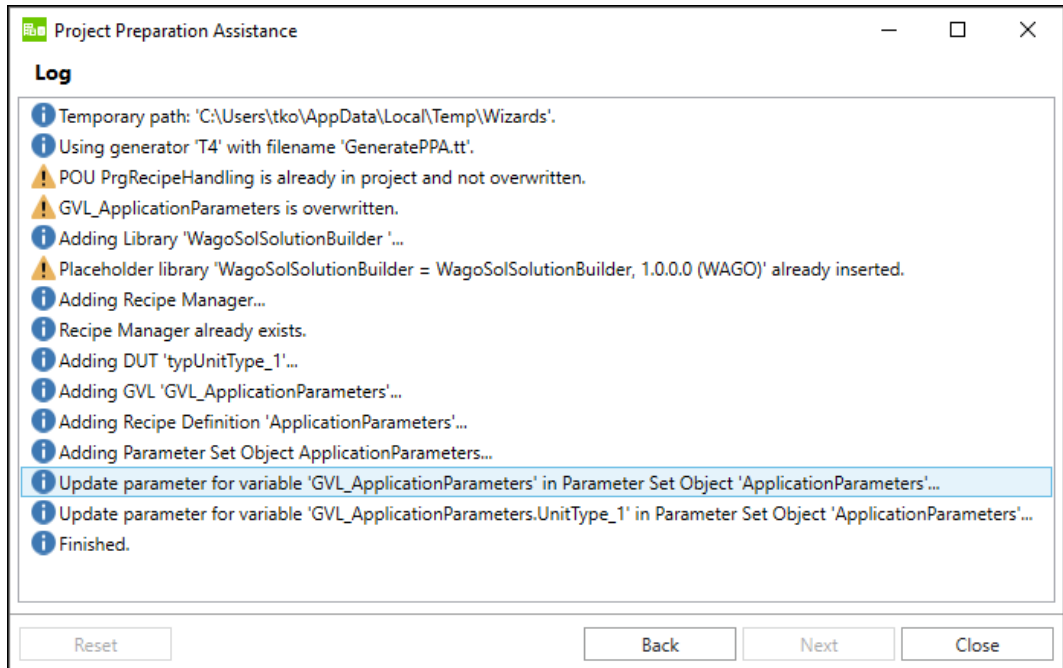 Project Preparation Assistance
Log
Temporary path: 'C:\Users\tko\AppData\Local\Temp\Wizards'.
Using generator 'T4' with filename 'GeneratePPA.tt'.
POU PrgRecipeHandling is already in project and not overwritten.
GVL_ApplicationParameters is overwritten.
Adding Library 'WagoSolSolutionBuilder '...
Placeholder library 'WagoSolSolutionBuilder = WagoSolSolutionBuilder, 1.0.0.0 (WAGO)' already inserted.
Adding Recipe Manager...
Recipe Manager already exists.
Adding DUT 'typUnitType_1'...
Adding GVL 'GVL_ApplicationParameters'...
Adding Recipe Definition 'ApplicationParameters'...
Adding Parameter Set Object ApplicationParameters...
Update parameter for variable 'GVL_ApplicationParameters' in Parameter Set Object 'ApplicationParameters'...
Update parameter for variable 'GVL_ApplicationParameters.UnitType_1' in Parameter Set Object 'ApplicationParameters'...
Finished.
Reset Back Next Close